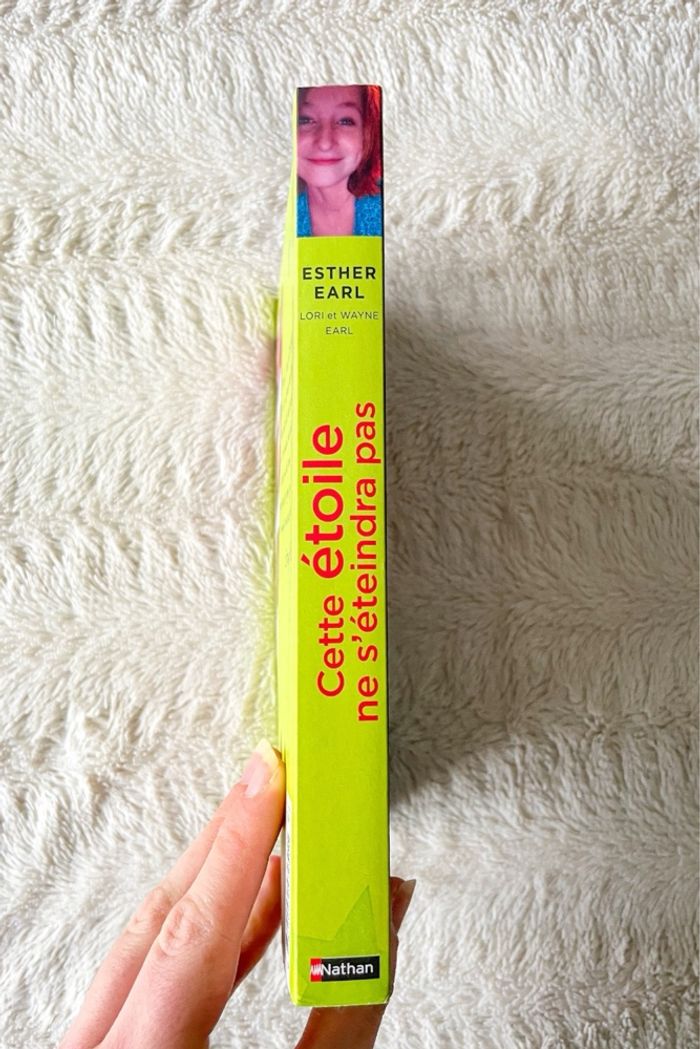 ESTHER
EARL
LORI et WAYNE
EARL
Cette étoile
ne s'éteindra pas
Nathan